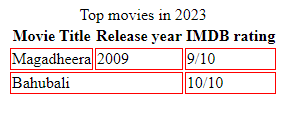 Top movies in 2023
Movie Title Release year IMDB rating
Magadheera 2009 9/10
Bahubali 10/10